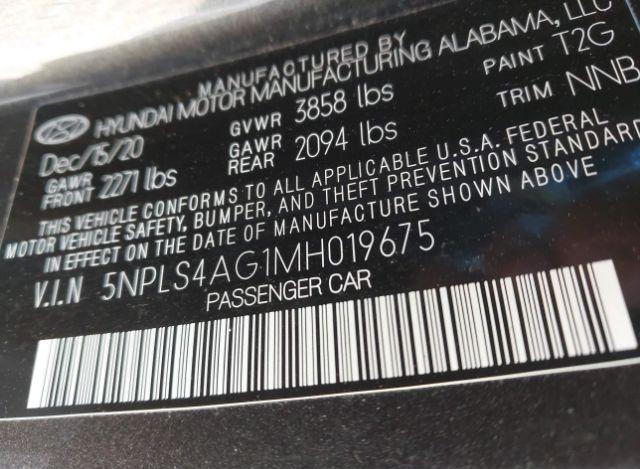 MANUFACTURED BY
HYUNDAI MOTOR MANUFACTURING ALABAMA, LLC
Dec/15/20 GVWR 3858 lbs PAINT T2G
GAWR FRONT 2271 lbs GAWR REAR 2094 lbs TRIM NNB
THIS VEHICLE CONFORMS TO ALL APPLICABLE U.S.A. FEDERAL
MOTOR VEHICLE SAFETY, BUMPER, AND THEFT PREVENTION STANDARD
IN EFFECT ON THE DATE OF MANUFACTURE SHOWN ABOVE
V.I.N 5NPLS4AG1MH019675
PASSENGER CAR